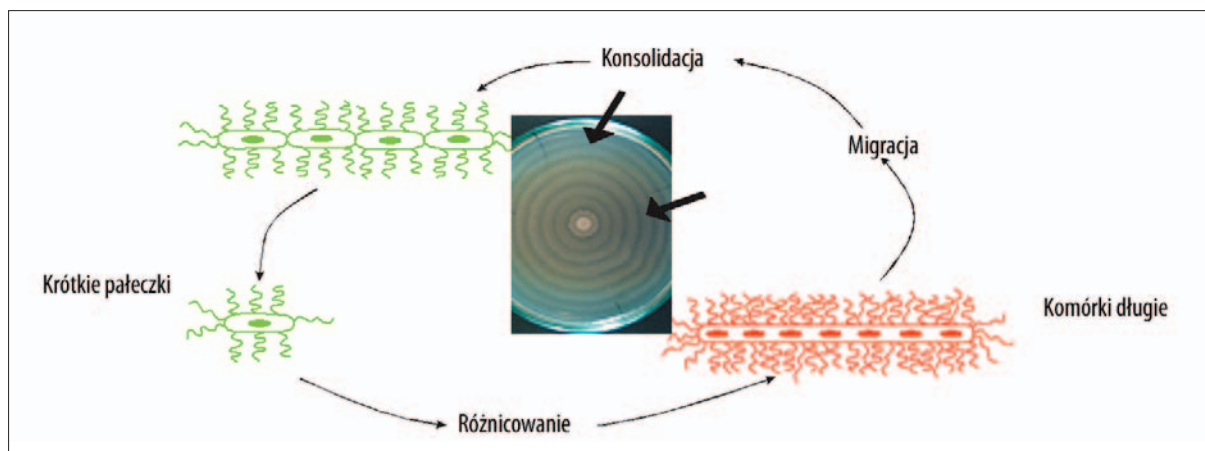 Konsolidacja
Migracja
Krótkie pałeczki
Komórki długie
Różnicowanie